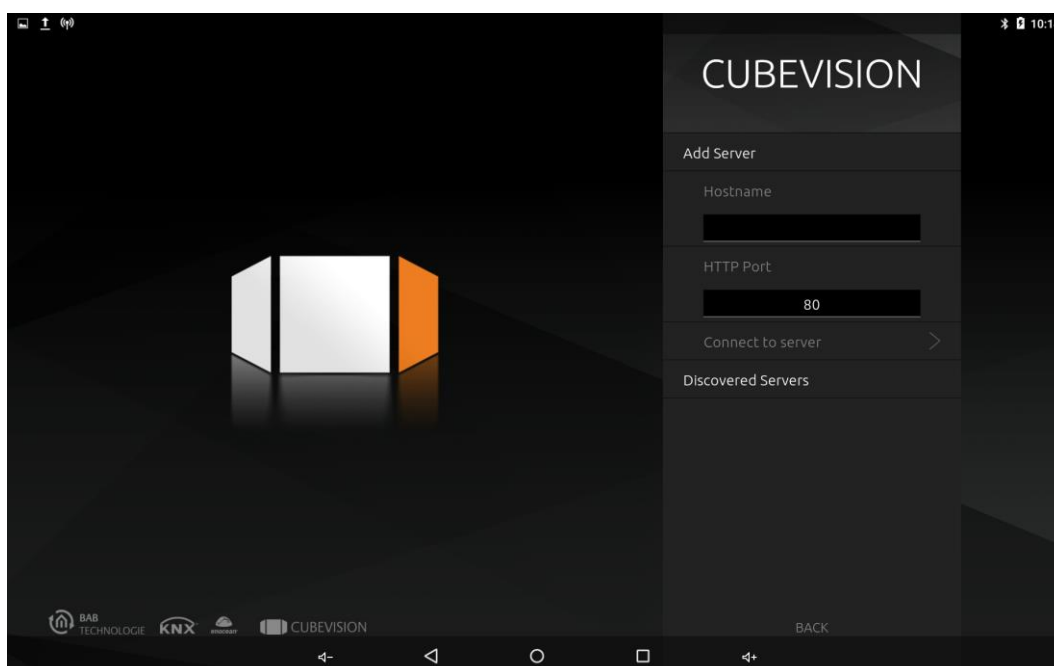 10:1
CUBEVISION
Add Server
Hostname
HTTP Port
80
Connect to server
Discovered Servers
BAB
TECHNOLOGIE
KNX
enocean
CUBEVISION
BACK